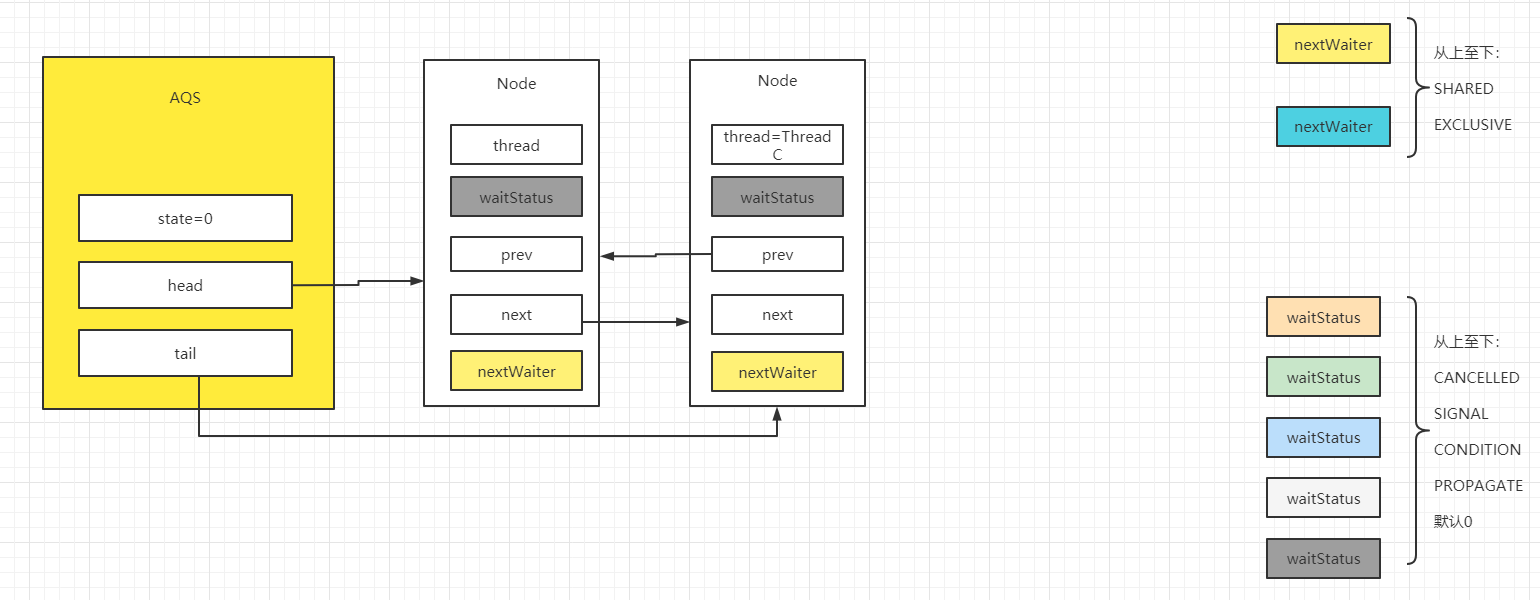 AQS
state=0
head
tail
Node
thread
waitStatus
prev
next
nextWaiter
Node
thread=Thread
C
waitStatus
prev
next
nextWaiter
nextWaiter
nextWaiter
从上至下:
SHARED
EXCLUSIVE
waitStatus
waitStatus
waitStatus
waitStatus
waitStatus
从上至下:
CANCELLED
SIGNAL
CONDITION
PROPAGATE
默认0